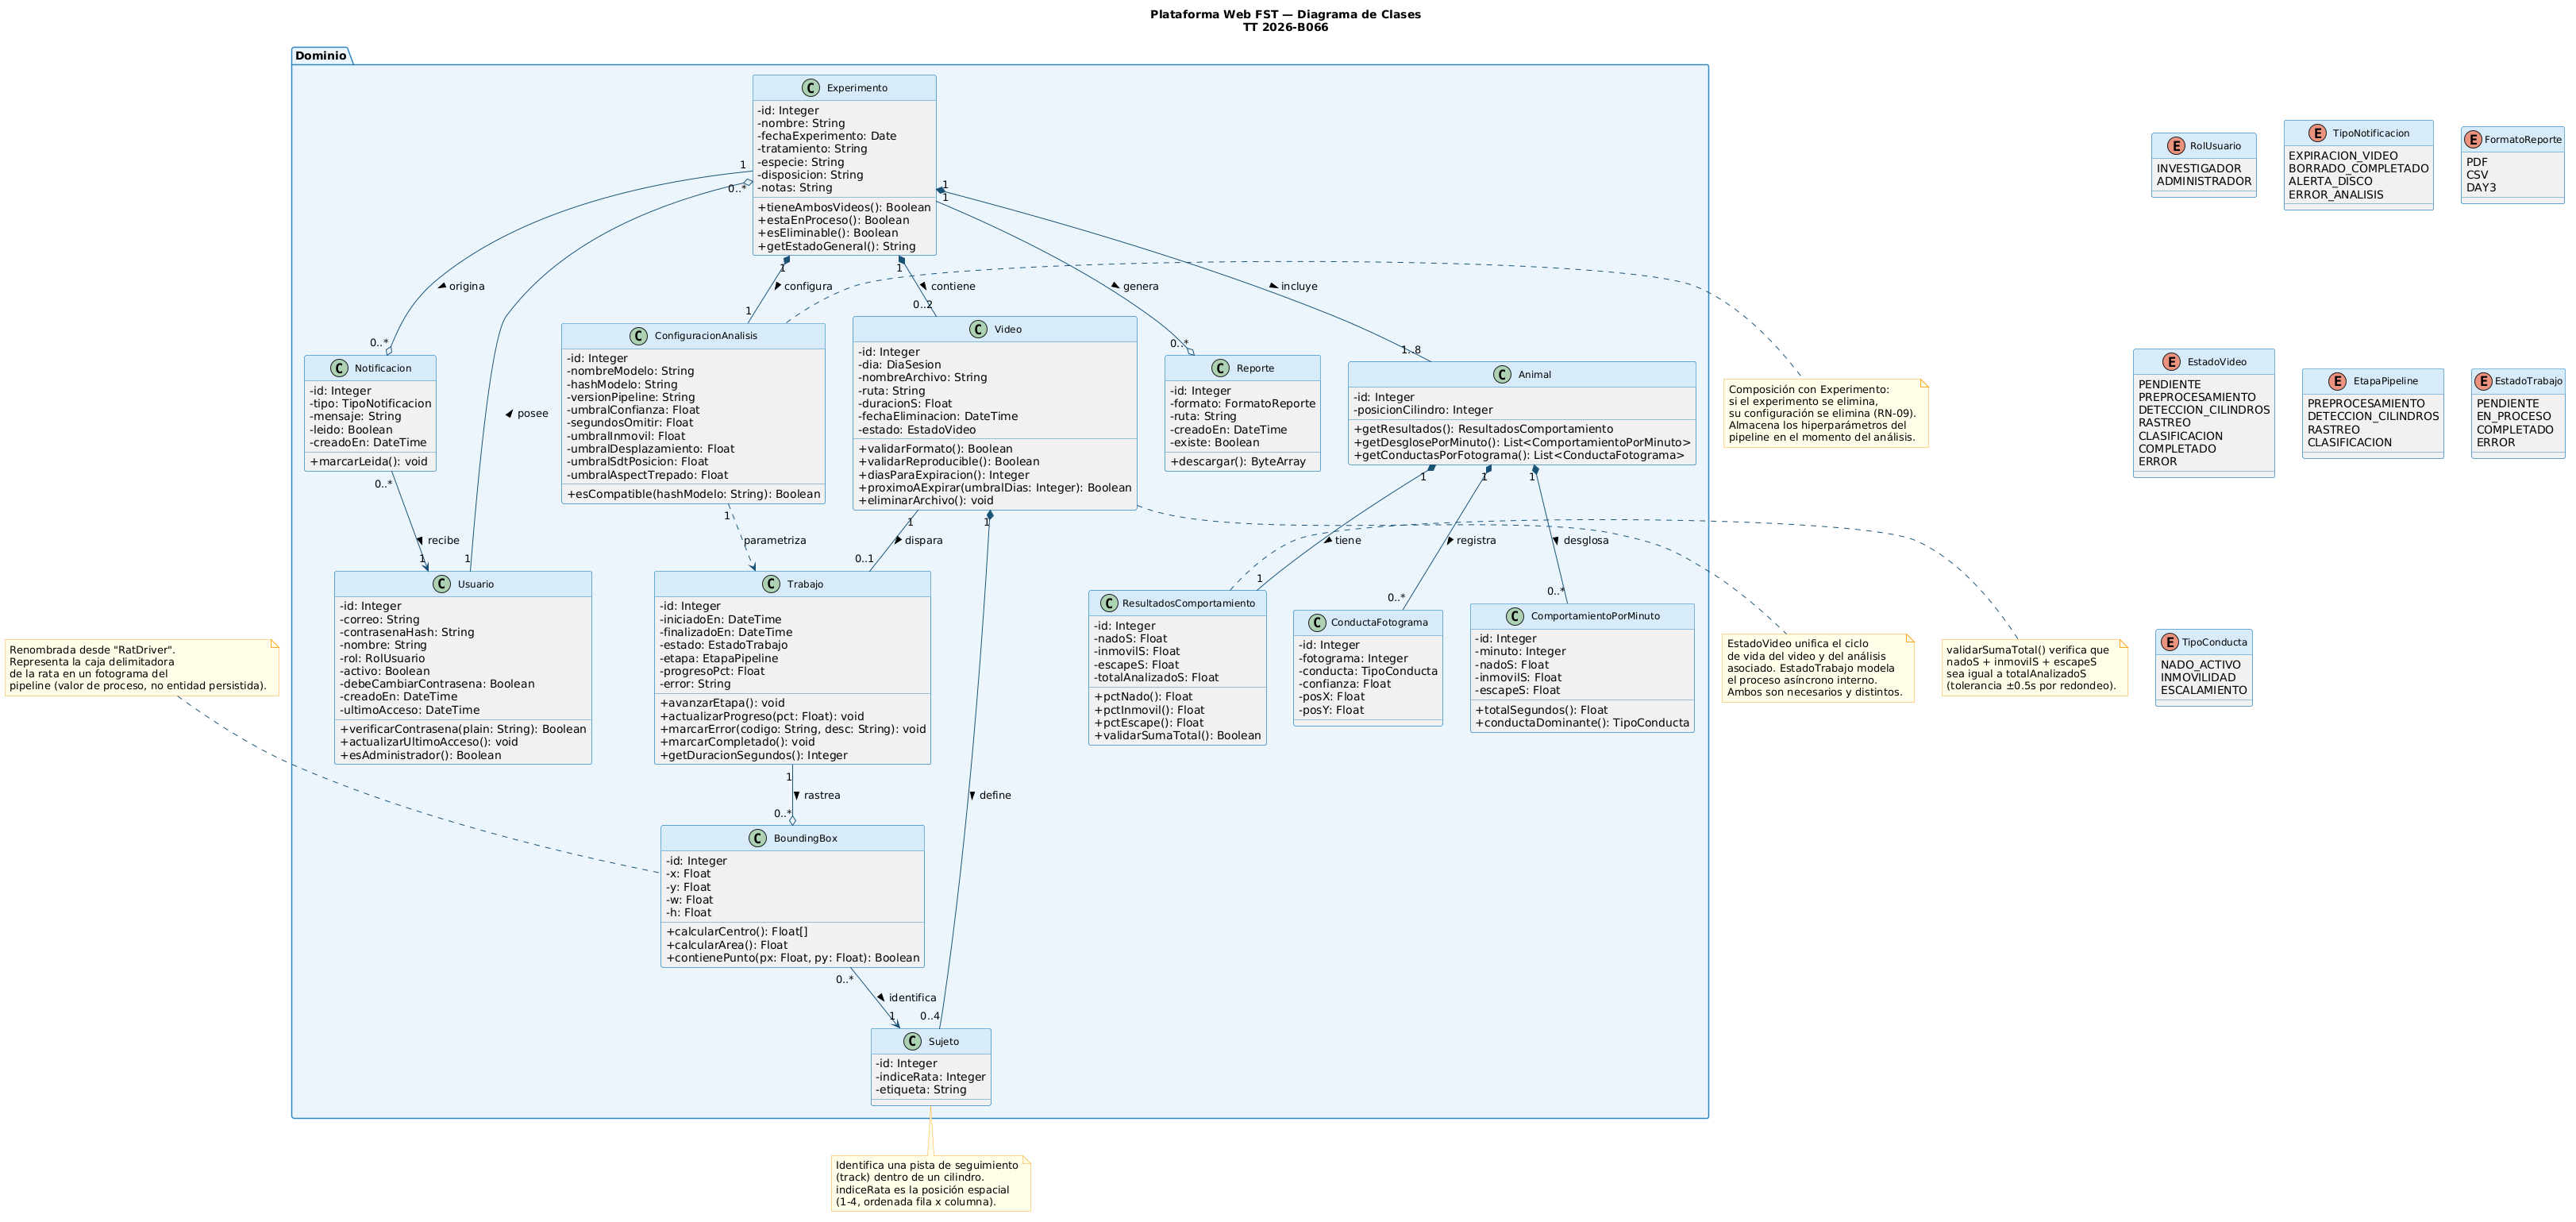 Plataforma Web FST — Diagrama de Clases
TT 2026-B066
Dominio
Experimento
-id: Integer
-nombre: String
-fechaExperimento: Date
-tratamiento: String
-especie: String
-disposicion: String
-notas: String
+tieneAmbosVideos(): Boolean
+estaEnProceso(): Boolean
+esEliminable(): Boolean
+getEstadoGeneral(): String
1
0..*
1
1
1
1
origina
configura
contiene
genera
incluye
posee
0..*
1
0..2
0..*
1..8
Notificacion
-id: Integer
-tipo: TipoNotificacion
-mensaje: String
-leido: Boolean
-creadoEn: DateTime
+marcarLeida(): void
ConfiguracionAnalisis
-id: Integer
-nombreModelo: String
-hashModelo: String
-versionPipeline: String
-umbralConfianza: Float
-segundosOmitir: Float
-umbralInmovil: Float
-umbralDesplazamiento: Float
-umbralSdtPosicion: Float
-umbralAspectTrepado: Float
+esCompatible(hashModelo: String): Boolean
Video
-id: Integer
-dia: DiaSesion
-nombreArchivo: String
-ruta: String
-duracionS: Float
-fechaEliminacion: DateTime
-estado: EstadoVideo
+validarFormato(): Boolean
+validarReproducible(): Boolean
+diasParaExpiracion(): Integer
+proximoAExpirar(umbralDias: Integer): Boolean
+eliminarArchivo(): void
Reporte
-id: Integer
-formato: FormatoReporte
-ruta: String
-creadoEn: DateTime
-existe: Boolean
+descargar(): ByteArray
Animal
-id: Integer
-posicionCilindro: Integer
+getResultados(): ResultadosComportamiento
+getDesglosePorMinuto(): List<ComportamientoPorMinuto>
+getConductasPorFotograma(): List<ConductaFotograma>
Composición con Experimento:
si el experimento se elimina,
su configuración se elimina (RN-09).
Almacena los hiperparámetros del
pipeline en el momento del análisis.
RolUsuario
INVESTIGADOR
ADMINISTRADOR
TipoNotificacion
EXPIRACION_VIDEO
BORRADO_COMPLETADO
ALERTA_DISCO
ERROR_ANALISIS
FormatoReporte
PDF
CSV
DAY3
EstadoVideo
PENDIENTE
PREPROCESAMIENTO
DETECCION_CILINDROS
RASTREO
CLASIFICACION
COMPLETADO
ERROR
EtapaPipeline
PREPROCESAMIENTO
DETECCION_CILINDROS
RASTREO
CLASIFICACION
EstadoTrabajo
PENDIENTE
EN_PROCESO
COMPLETADO
ERROR
0..*
recibe
1
1
1
parametriza
1
dispara
0..1
1
1
tiene
1
1
registra
0..*
1
desglosa
0..*
Usuario
-id: Integer
-correo: String
-contrasenaHash: String
-nombre: String
-rol: RolUsuario
-activo: Boolean
-debeCambiarContrasena: Boolean
-creadoEn: DateTime
-ultimoAcceso: DateTime
+verificarContrasena(plain: String): Boolean
+actualizarUltimoAcceso(): void
+esAdministrador(): Boolean
Trabajo
-id: Integer
-iniciadoEn: DateTime
-finalizadoEn: DateTime
-estado: EstadoTrabajo
-etapa: EtapaPipeline
-progresoPct: Float
-error: String
+avanzarEtapa(): void
+actualizarProgreso(pct: Float): void
+marcarError(codigo: String, desc: String): void
+marcarCompletado(): void
+getDuracionSegundos(): Integer
ResultadosComportamiento
-id: Integer
-nadoS: Float
-inmovilS: Float
-escapeS: Float
-totalAnalizadoS: Float
+pctNado(): Float
+pctInmovil(): Float
+pctEscape(): Float
+validarSumaTotal(): Boolean
ConductaFotograma
-id: Integer
-fotograma: Integer
-conducta: TipoConducta
-confianza: Float
-posX: Float
-posY: Float
ComportamientoPorMinuto
-id: Integer
-minuto: Integer
-nadoS: Float
-inmovilS: Float
-escapeS: Float
+totalSegundos(): Float
+conductaDominante(): TipoConducta
Renombrada desde "RatDriver".
Representa la caja delimitadora
de la rata en un fotograma del
pipeline (valor de proceso, no entidad persistida).
EstadoVideo unifica el ciclo
de vida del video y del análisis
asociado. EstadoTrabajo modela
el proceso asíncrono interno.
Ambos son necesarios y distintos.
validarSumaTotal() verifica que
nadoS + inmovilS + escapeS
sea igual a totalAnalizadoS
(tolerancia ±0.5s por redondeo).
TipoConducta
NADO_ACTIVO
INMOVILIDAD
ESCALAMIENTO
1
rastrea
0..*
define
BoundingBox
-id: Integer
-x: Float
-y: Float
-w: Float
-h: Float
+calcularCentro(): Float[]
+calcularArea(): Float
+contienePunto(px: Float, py: Float): Boolean
0..*
identifica
1
0..4
Sujeto
-id: Integer
-indiceRata: Integer
-etiqueta: String
Identifica una pista de seguimiento
(track) dentro de un cilindro.
indiceRata es la posición espacial
(1-4, ordenada fila x columna).